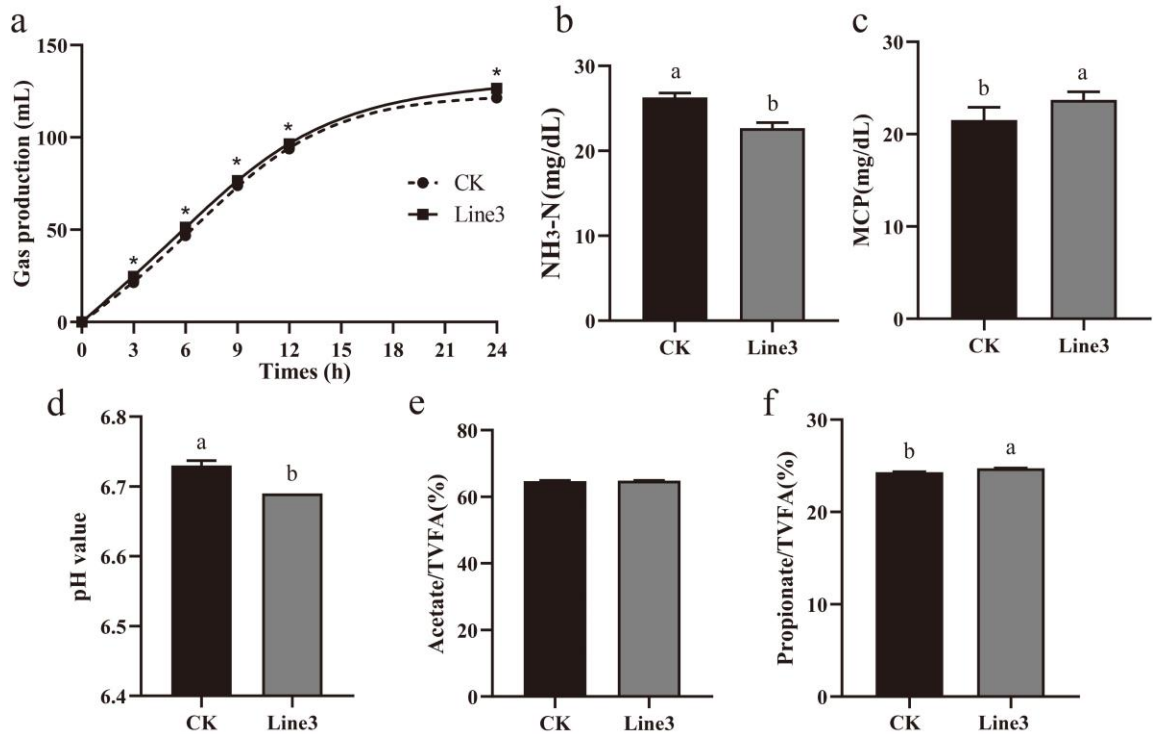 a
150
100
50
0
Gas production (mL)
*
*
*
*
*
CK
Line3
0 3 6 9 12 15 18 21 24
Times (h)
b
30
20
10
0
NH₃-N(mg/dL)
a
b
CK Line3
c
30
20
10
0
MCP(mg/dL)
b
a
CK Line3
d
6.8
6.7
6.6
6.5
6.4
pH value
a
b
CK Line3
e
80
60
40
20
0
Acetate/TVFA(%)
CK Line3
f
30
20
10
0
Propionate/TVFA(%)
b
a
CK Line3